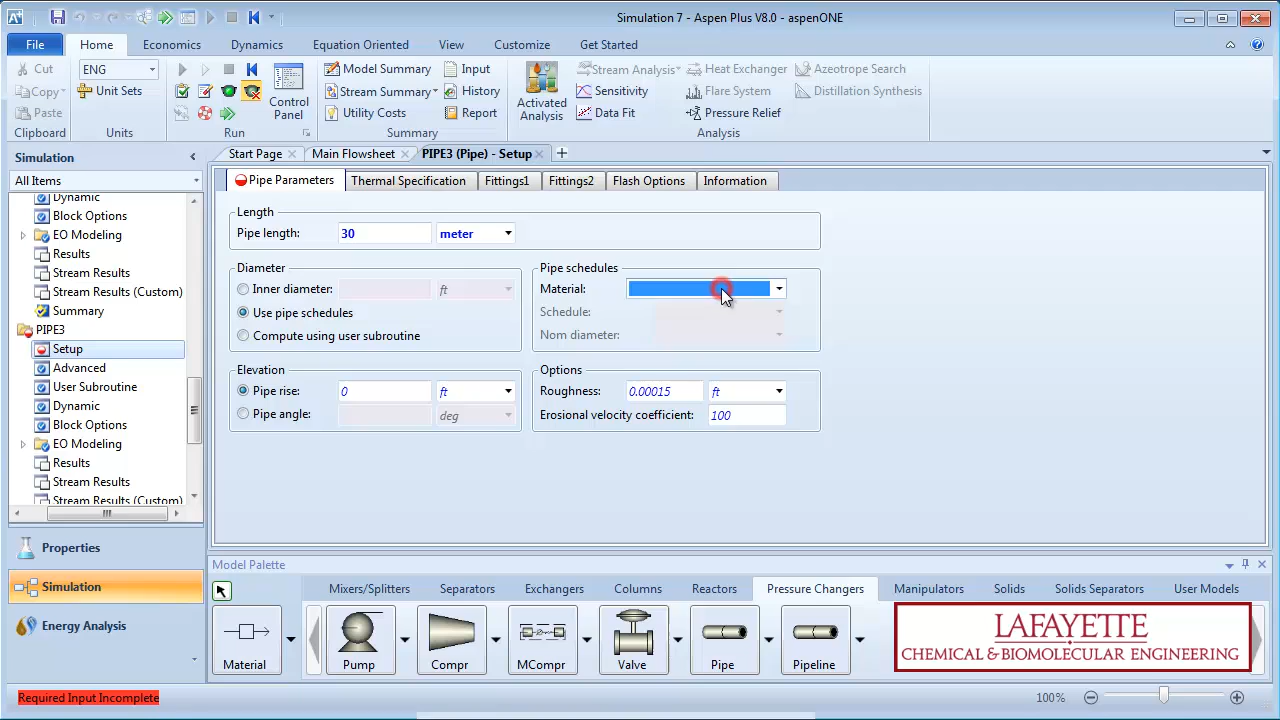 Simulation 7 - Aspen Plus V8.0 - aspenONE
File Home Economics Dynamics Equation Oriented View Customize Get Started
Cut ENG Model Summary Input Stream Analysis Heat Exchanger Azeotrope Search
Copy Unit Sets Control Panel Stream Summary History Activated Analysis Sensitivity Flare System Distillation Synthesis
Paste Utility Costs Report Data Fit Pressure Relief
Clipboard Units Run Summary Analysis
Simulation Start Page Main Flowsheet PIPE3 (Pipe) - Setup
All Items Pipe Parameters Thermal Specification Fittings1 Fittings2 Flash Options Information
Dynamic
Block Options
EO Modeling
Results
Stream Results
Stream Results (Custom)
Summary
PIPE3
Setup
Advanced
User Subroutine
Dynamic
Block Options
EO Modeling
Results
Stream Results
Stream Results (Custom)
Length
Pipe length: 30 meter
Diameter
Inner diameter: ft
Use pipe schedules
Compute using user subroutine
Pipe schedules
Material:
Schedule:
Nom diameter:
Elevation
Pipe rise: 0 ft
Pipe angle: deg
Options
Roughness: 0.00015 ft
Erosional velocity coefficient: 100
Properties
Simulation
Energy Analysis
Model Palette
Mixers/Splitters Separators Exchangers Columns Reactors Pressure Changers Manipulators Solids Solids Separators User Models
Material Pump Compr MCompr Valve Pipe Pipeline
LAFAYETTE
CHEMICAL & BIOMOLECULAR ENGINEERING
Required Input Incomplete 100%